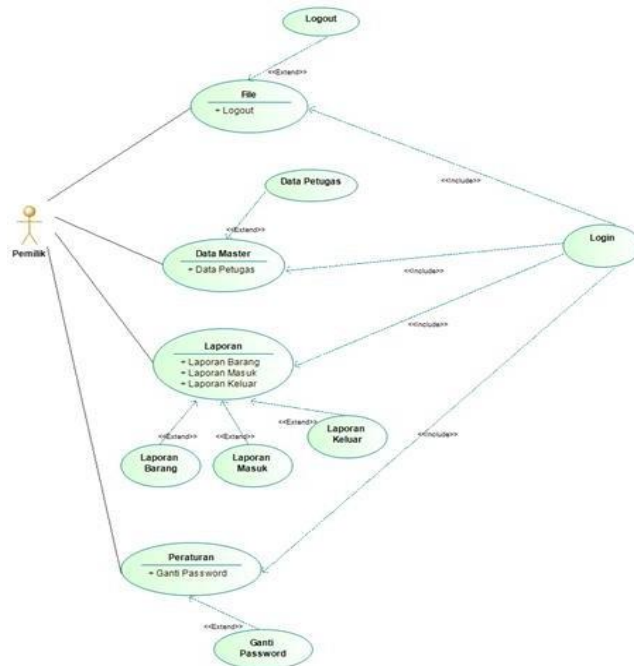 Logout
<<Extend>>
File
+ Logout
<<Include>>
Data Petugas
<<Extend>>
Pemilik
Data Master
+ Data Petugas
Login
<<Include>>
<<Include>>
Laporan
+ Laporan Barang
+ Laporan Masuk
+ Laporan Keluar
<<Extend>>
<<Extend>>
<<Extend>>
Laporan
Keluar
<<Include>>
Laporan
Barang
Laporan
Masuk
Peraturan
+ Ganti Password
<<Extend>>
Ganti
Password